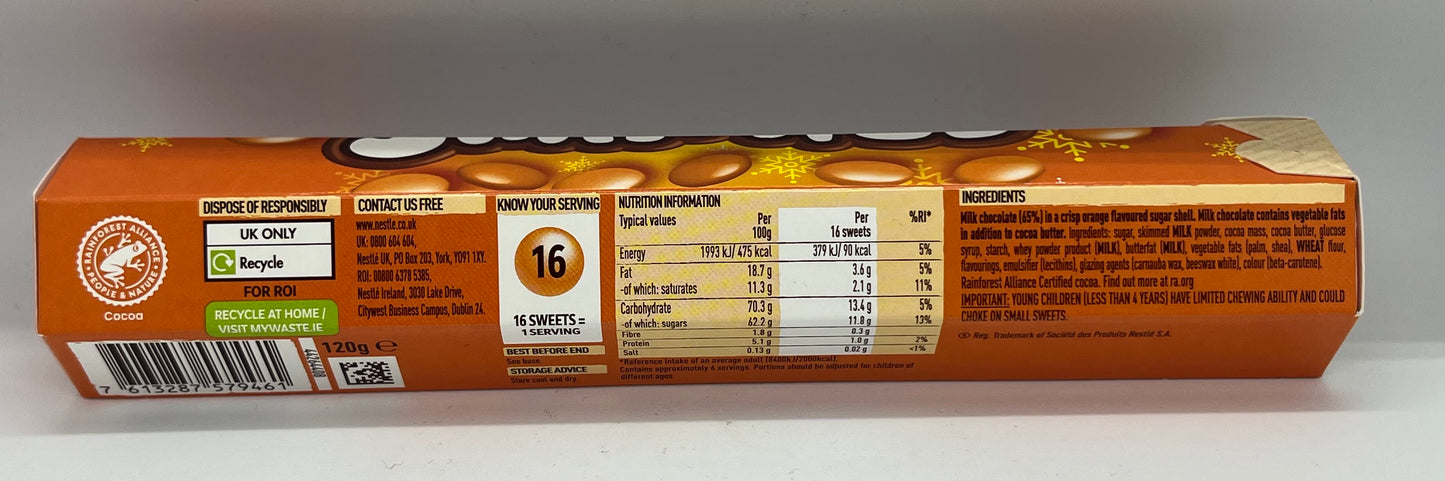 RAINFOREST ALLIANCE
PEOPLE & NATURE
Cocoa
DISPOSE OF RESPONSIBLY
UK ONLY
Recycle
FOR ROI
RECYCLE AT HOME /
VISIT MYWASTE.IE
7 613287 579461
120g ℮
CONTACT US FREE
www.nestle.co.uk
UK: 0800 604 604,
Nestlé UK, PO Box 203, York, YO91 1XY.
ROI: 00800 6378 5385,
Nestlé Ireland, 3030 Lake Drive,
Citywest Business Campus, Dublin 24.
KNOW YOUR SERVING
16
16 SWEETS =
1 SERVING
BEST BEFORE END
See base.
STORAGE ADVICE
Store cool and dry.
NUTRITION INFORMATION
Typical values Per 100g Per 16 sweets %RI*
Energy 1993 kJ/ 475 kcal 379 kJ/ 90 kcal 5%
Fat 18.7 g 3.6 g 5%
-of which: saturates 11.3 g 2.1 g 11%
Carbohydrate 70.3 g 13.4 g 5%
-of which: sugars 62.2 g 11.8 g 13%
Fibre 1.8 g 0.3 g
Protein 5.1 g 1.0 g 2%
Salt 0.13 g 0.02 g <1%
*Reference intake of an average adult (8400kJ/2000kcal)
Contains approximately 6 servings. Portions should be adjusted for children of
different ages.
INGREDIENTS
Milk chocolate (65%) in a crisp orange flavoured sugar shell. Milk chocolate contains vegetable fats
in addition to cocoa butter. Ingredients: sugar, skimmed MILK powder, cocoa mass, cocoa butter, glucose
syrup, starch, whey powder product (MILK), butterfat (MILK), vegetable fats (palm, shea), WHEAT flour,
flavourings, emulsifier (lecithins), glazing agents (carnauba wax, beeswax white), colour (beta-carotene).
Rainforest Alliance Certified cocoa. Find out more at ra.org
IMPORTANT: YOUNG CHILDREN (LESS THAN 4 YEARS) HAVE LIMITED CHEWING ABILITY AND COULD
CHOKE ON SMALL SWEETS.
® Reg. Trademark of Société des Produits Nestlé S.A.